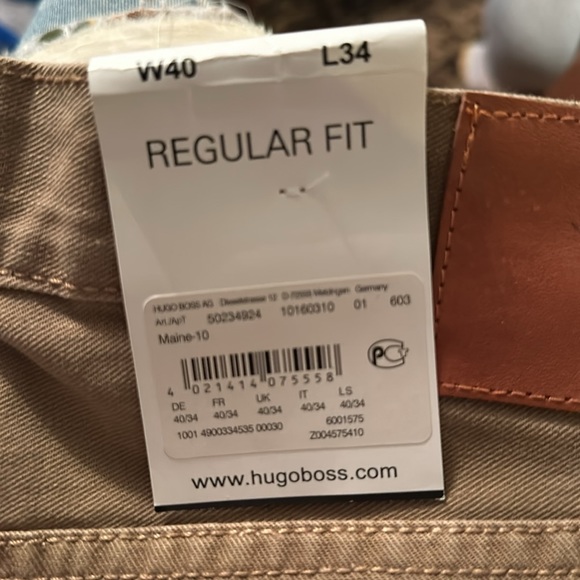 W40 L34
REGULAR FIT
HUGO BOSS AG Dieselstrasse 12 D-72555 Metzingen Germany
Art./Арт 50234924 10160310 01 603
Maine-10
4 021414 075558
DE FR UK IT LS
40/34 40/34 40/34 40/34 40/34
1001 4900334535 00030 6001575
Z004575410
www.hugoboss.com